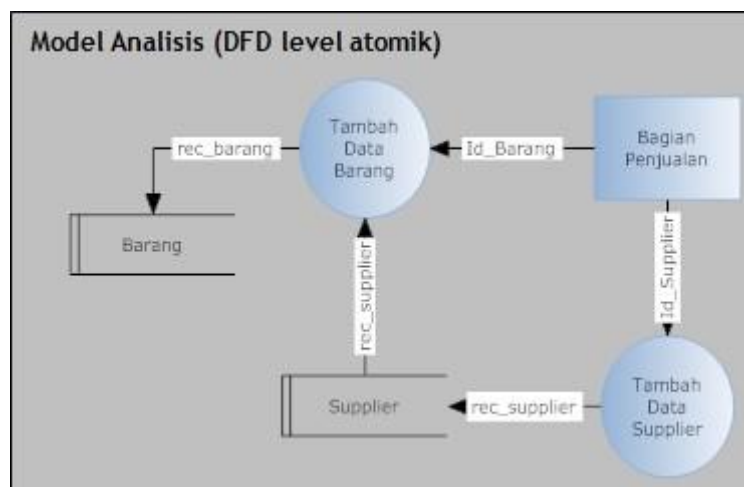 Model Analisis (DFD level atomik)
Tambah
Data
Barang
Bagian
Penjualan
rec_barang
Id_Barang
Barang
rec_supplier
Id_Supplier
Supplier
rec_supplier
Tambah
Data
Supplier